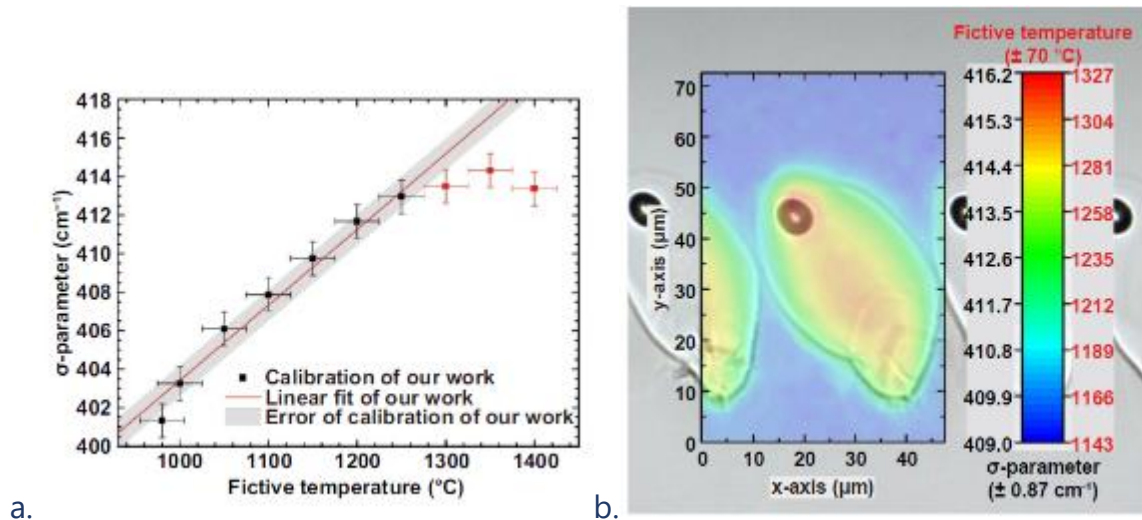 418
416
414
412
410
408
406
404
402
400
σ-parameter (cm⁻¹)
Calibration of our work
Linear fit of our work
Error of calibration of our work
1000 1100 1200 1300 1400
Fictive temperature (°C)
a.
70
60
50
40
30
20
10
0
y-axis (µm)
0 10 20 30 40
x-axis (µm)
Fictive temperature
(± 70 °C)
416.2 1327
415.3 1304
414.4 1281
413.5 1258
412.6 1235
411.7 1212
410.8 1189
409.9 1166
409.0 1143
σ-parameter
(± 0.87 cm⁻¹)
b.